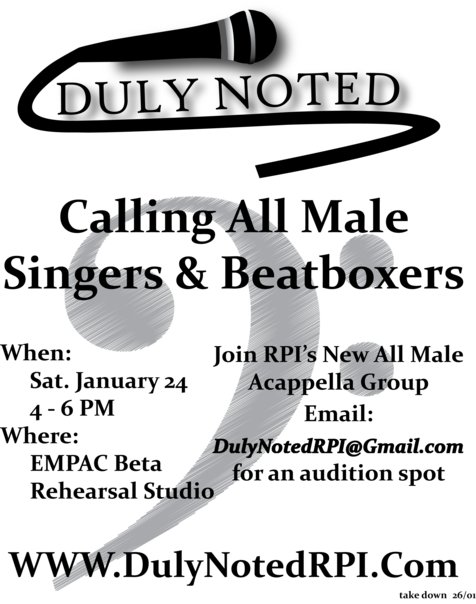 DULY NOTED
Calling All Male
Singers & Beatboxers
When:
Sat. January 24
4 - 6 PM
Where:
EMPAC Beta
Rehearsal Studio
Join RPI's New All Male
Acappella Group
Email:
DulyNotedRPI@Gmail.com
for an audition spot
WWW.DulyNotedRPI.Com
take down 26/01